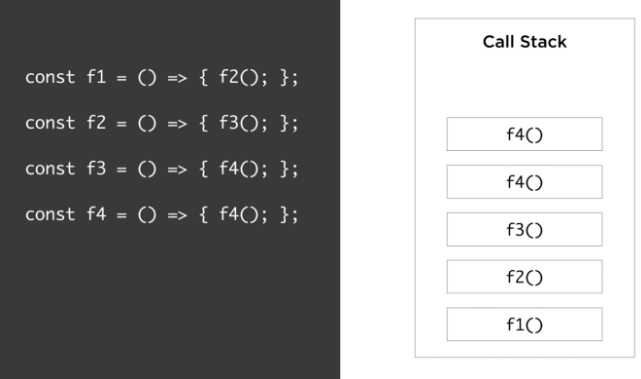 const f1 = () => { f2(); };
const f2 = () => { f3(); };
const f3 = () => { f4(); };
const f4 = () => { f4(); };
Call Stack
f4()
f4()
f3()
f2()
f1()